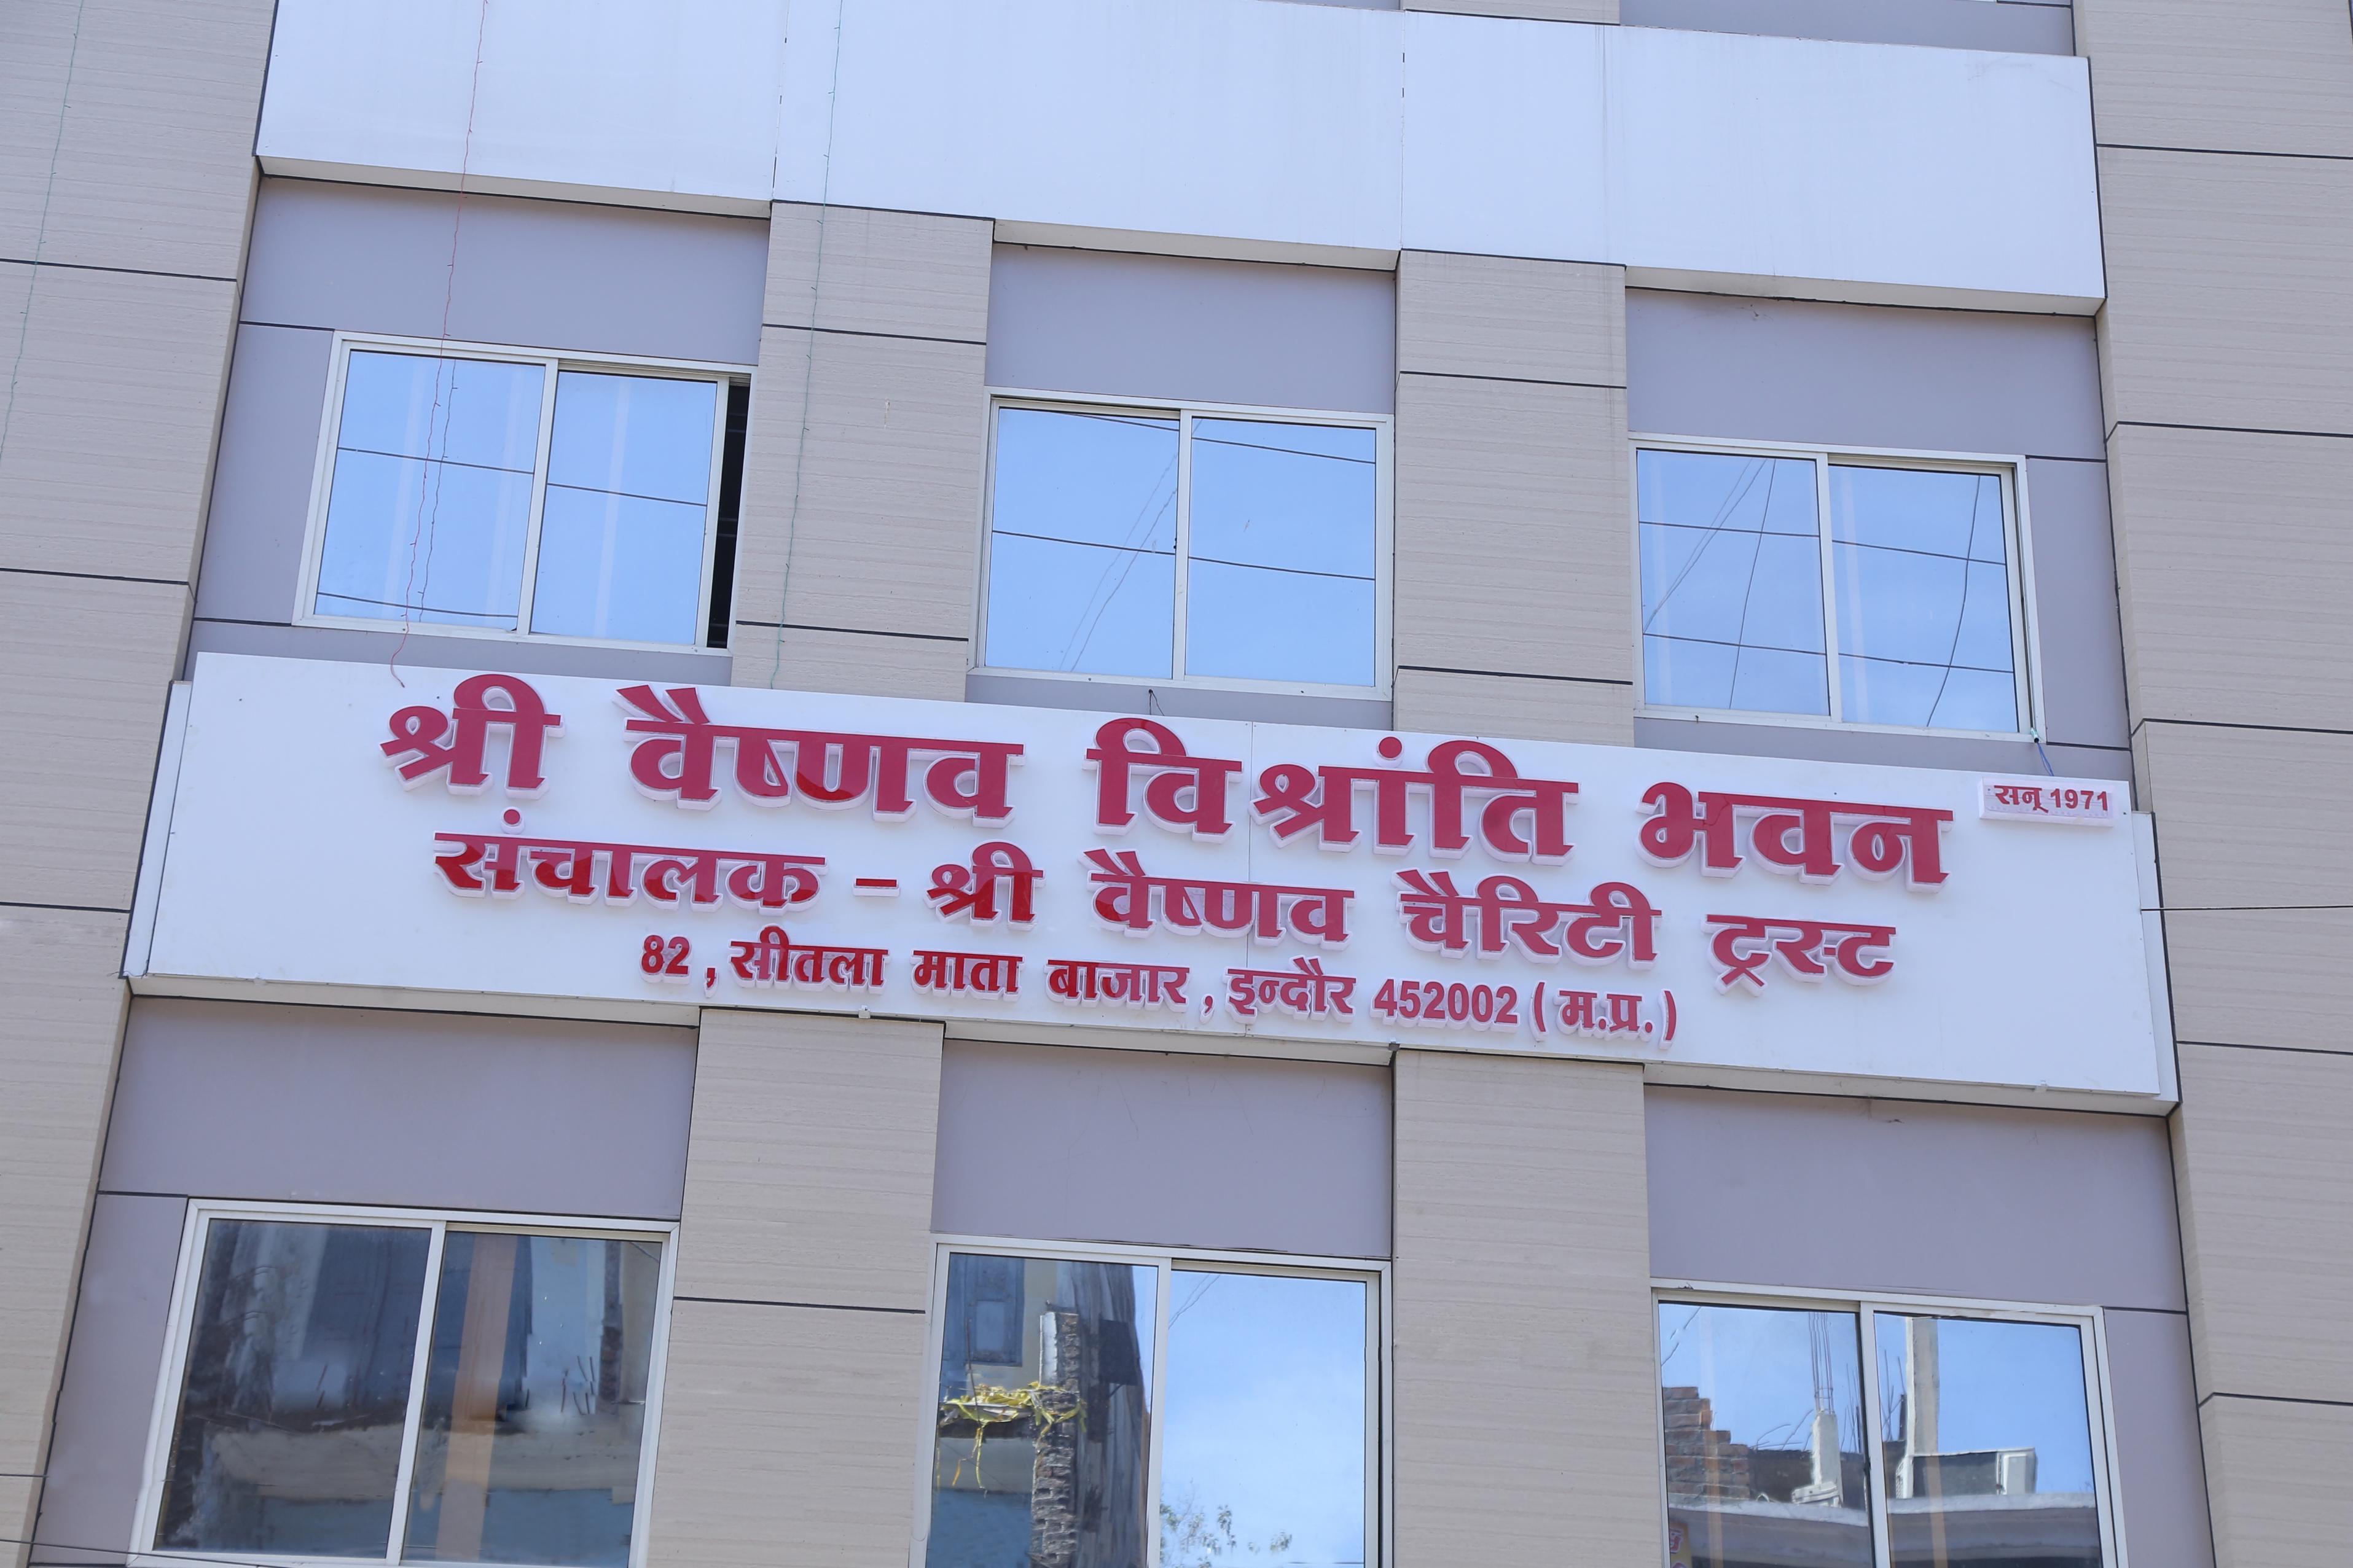 श्री वैष्णव विश्रांति भवन
सन् 1971
संचालक - श्री वैष्णव चैरिटी ट्रस्ट
82, सीतला माता बाजार, इन्दौर 452002 (म.प्र.)